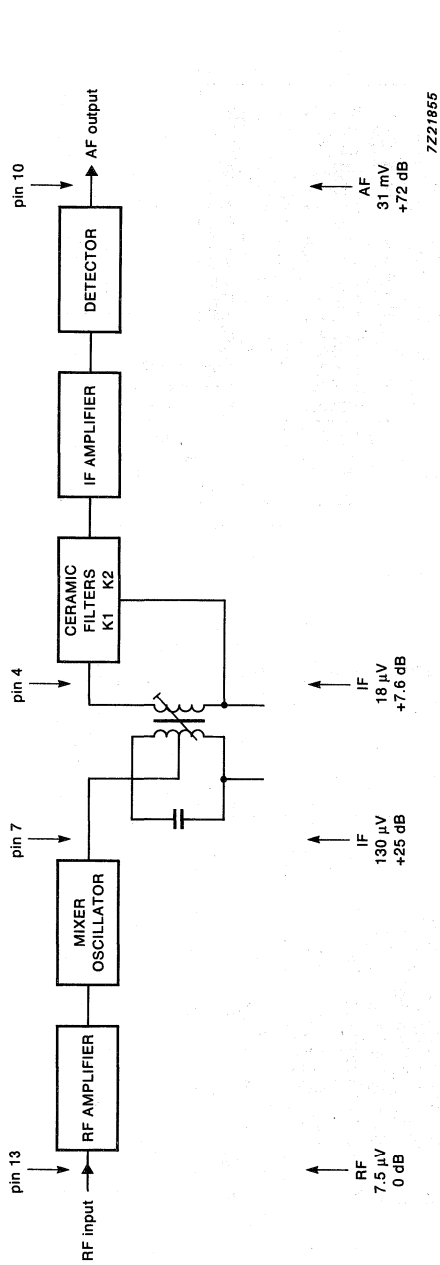 pin 13
pin 7
pin 4
pin 10
RF input
RF AMPLIFIER
MIXER
OSCILLATOR
CERAMIC
FILTERS
K1 K2
IF AMPLIFIER
DETECTOR
AF output
RF
7.5 µV
0 dB
IF
130 µV
+25 dB
IF
18 µV
+7.6 dB
AF
31 mV
+72 dB
7Z21855